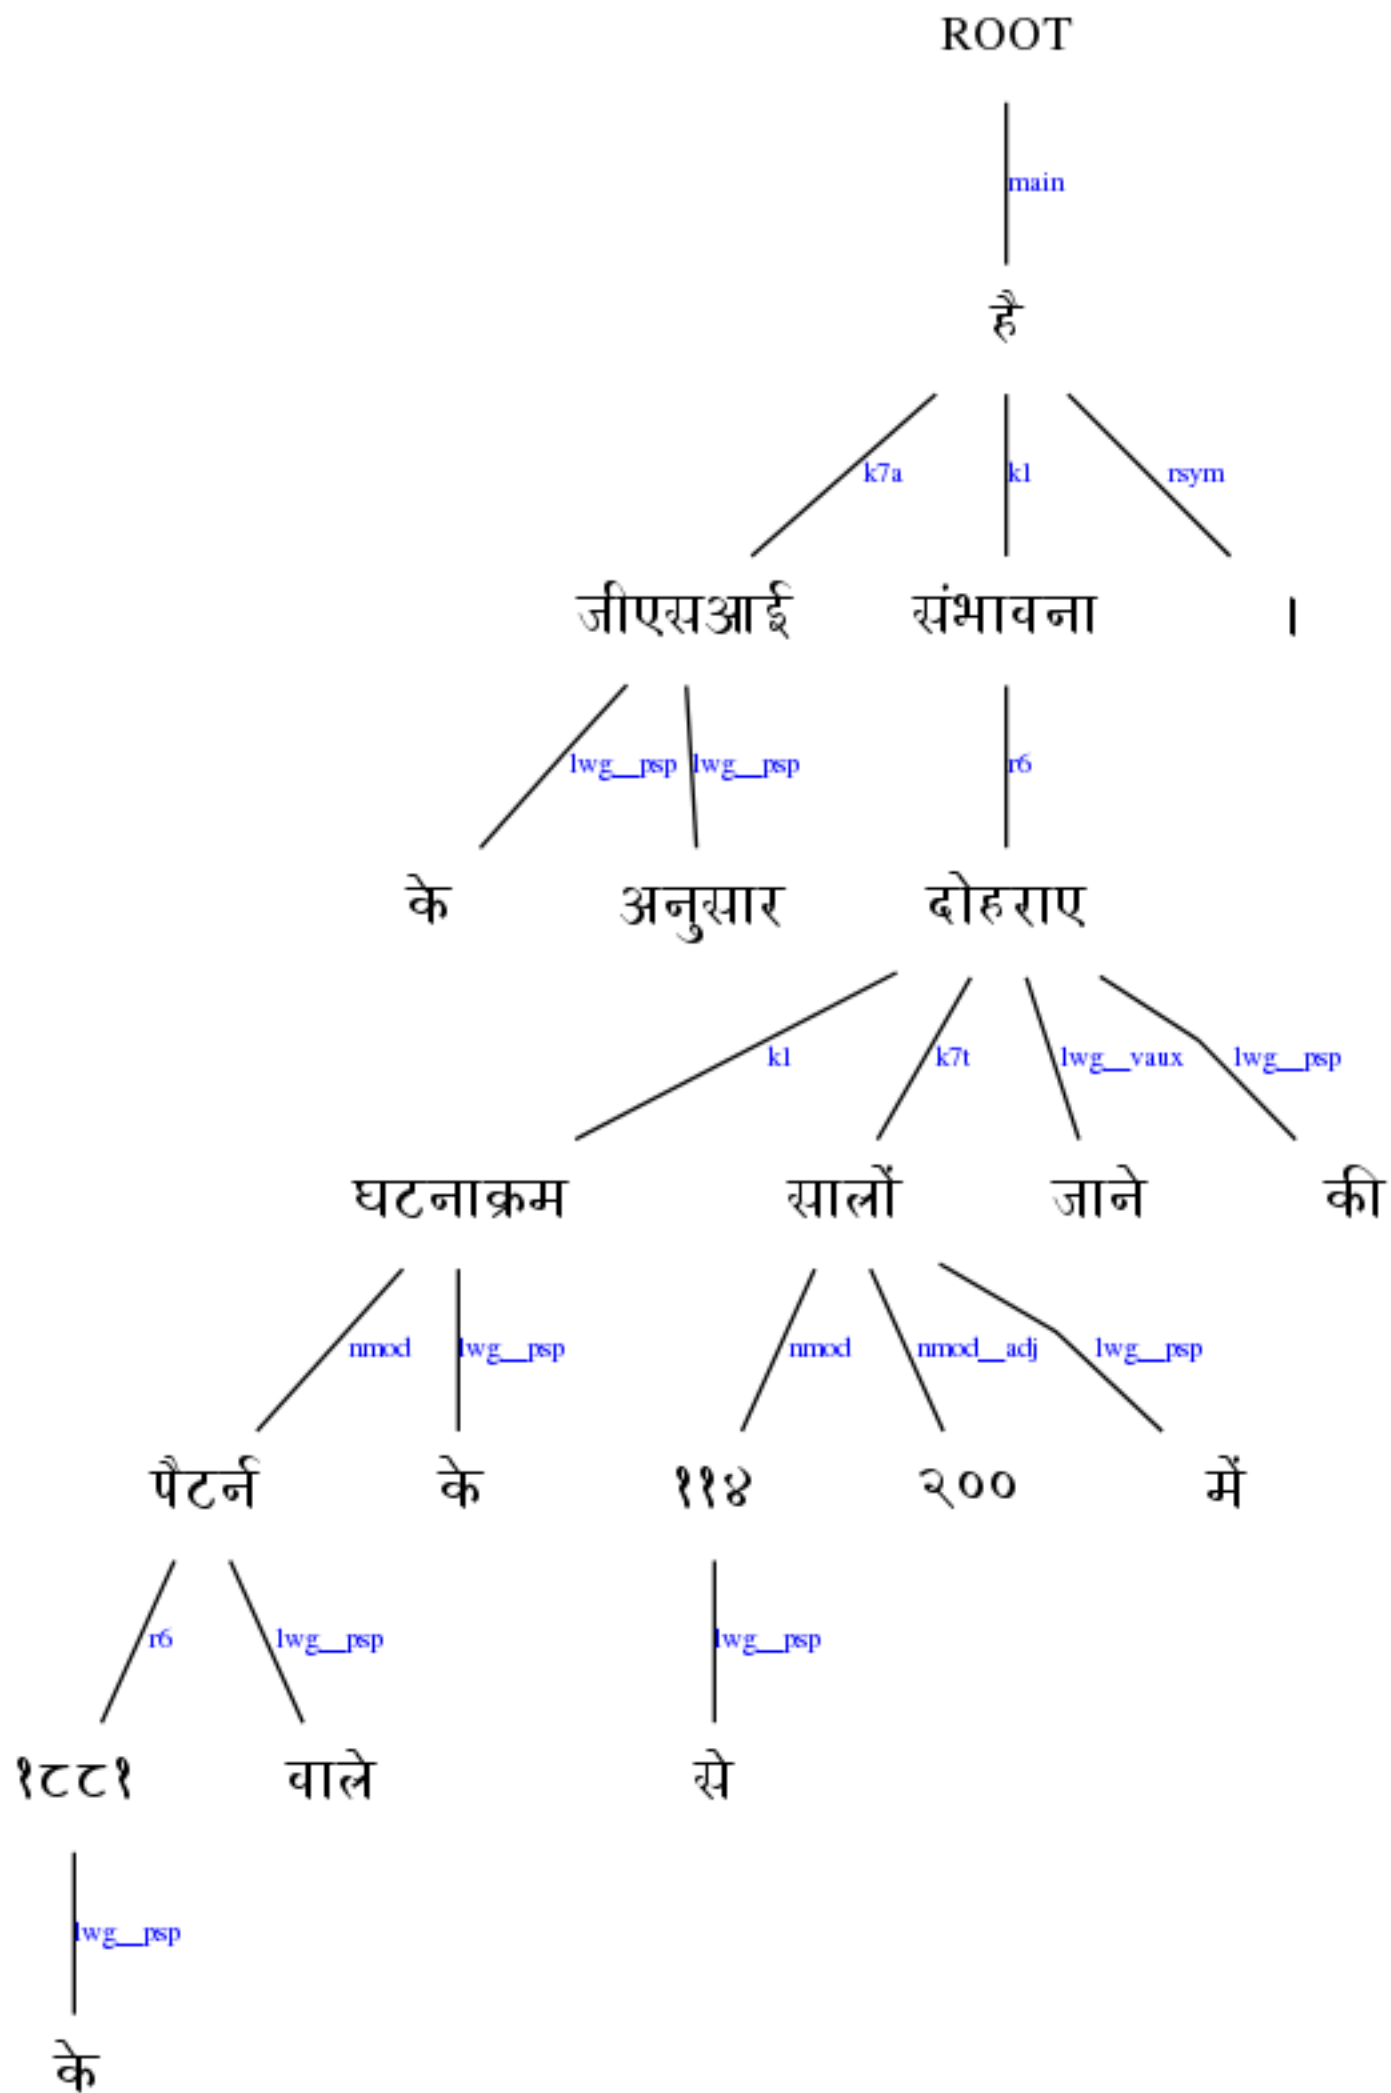 ROOT
main
है
k7a k1 rsym
जीएसआई संभावना ।
lwg__psp lwg__psp r6
के अनुसार दोहराए
k1 k7t lwg__vaux lwg__psp
घटनाक्रम सालों जाने की
nmod lwg__psp nmod nmod__adj lwg__psp
पैटर्न के ११४ २०० में
r6 lwg__psp lwg__psp
१८८१ वाले से
lwg__psp
के